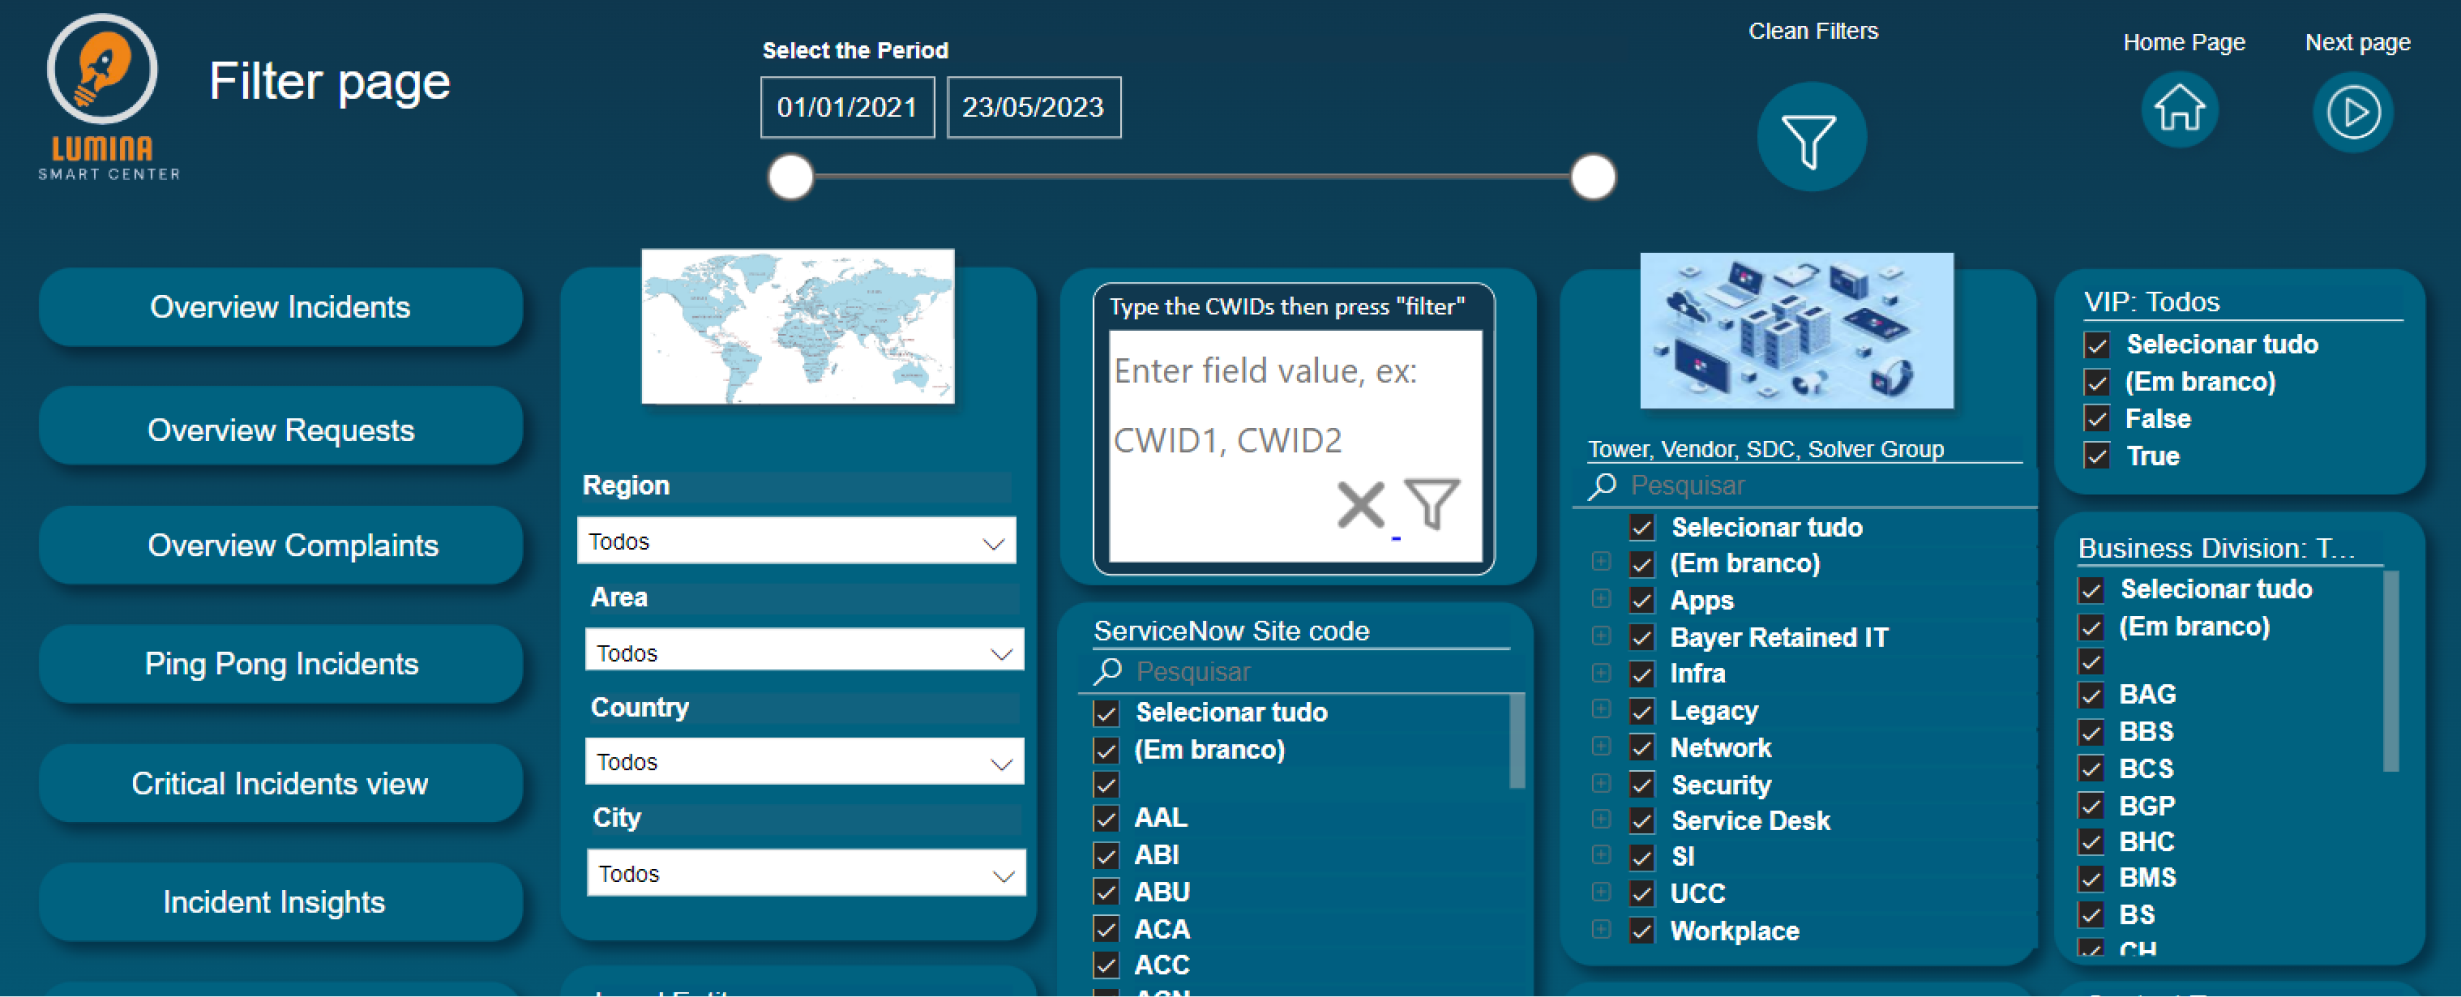 LUMINA
SMART CENTER
Filter page
Select the Period
01/01/2021
23/05/2023
Clean Filters
Home Page
Next page
Overview Incidents
Overview Requests
Overview Complaints
Ping Pong Incidents
Critical Incidents view
Incident Insights
Region
Todos
Area
Todos
Country
Todos
City
Todos
Type the CWIDs then press "filter"
Enter field value, ex:
CWID1, CWID2
ServiceNow Site code
Pesquisar
Selecionar tudo
(Em branco)
AAL
ABI
ABU
ACA
ACC
Tower, Vendor, SDC, Solver Group
Pesquisar
Selecionar tudo
(Em branco)
Apps
Bayer Retained IT
Infra
Legacy
Network
Security
Service Desk
SI
UCC
Workplace
VIP: Todos
Selecionar tudo
(Em branco)
False
True
Business Division: T...
Selecionar tudo
(Em branco)
BAG
BBS
BCS
BGP
BHC
BMS
BS
CH